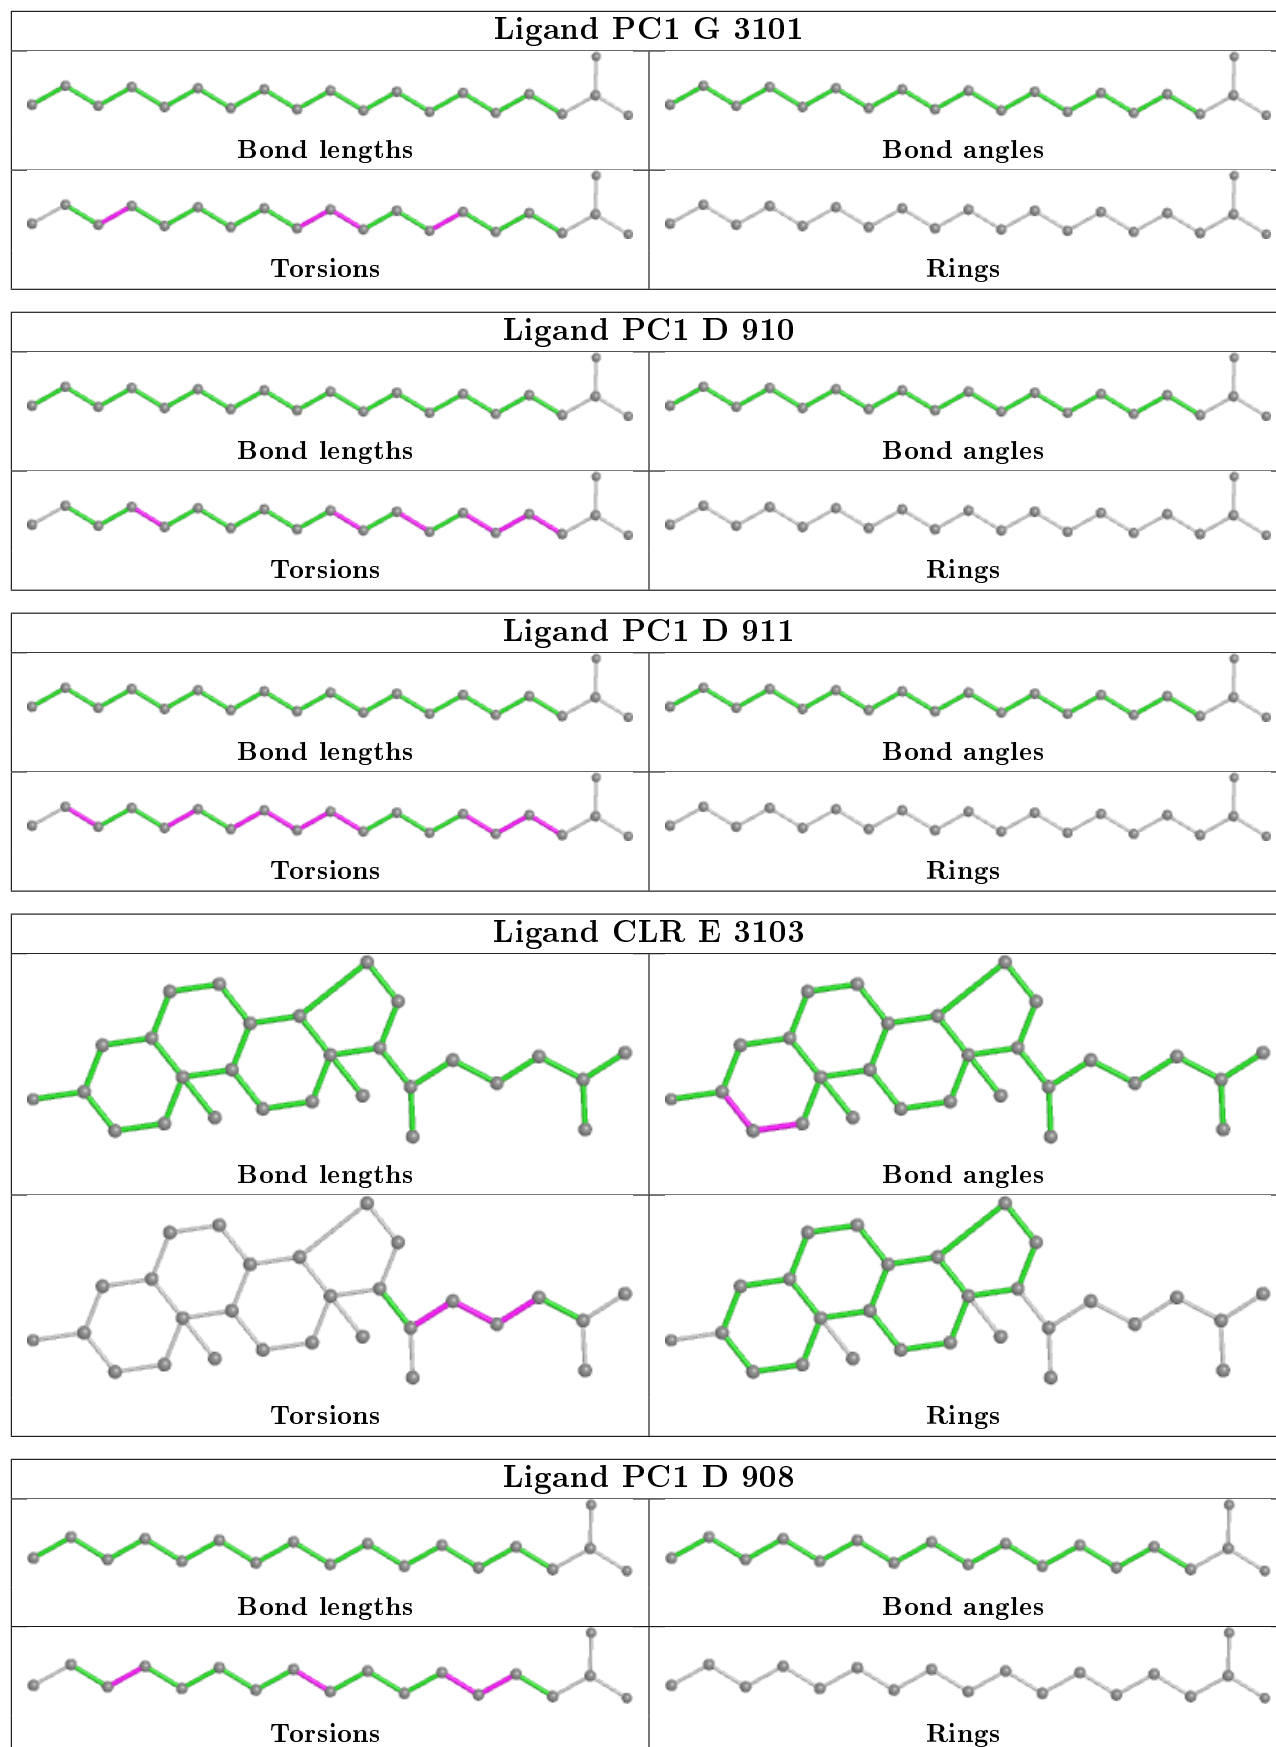 Ligand PC1 G 3101
Bond lengths
Bond angles
Torsions
Rings
Ligand PC1 D 910
Bond lengths
Bond angles
Torsions
Rings
Ligand PC1 D 911
Bond lengths
Bond angles
Torsions
Rings
Ligand CLR E 3103
Bond lengths
Bond angles
Torsions
Rings
Ligand PC1 D 908
Bond lengths
Bond angles
Torsions
Rings